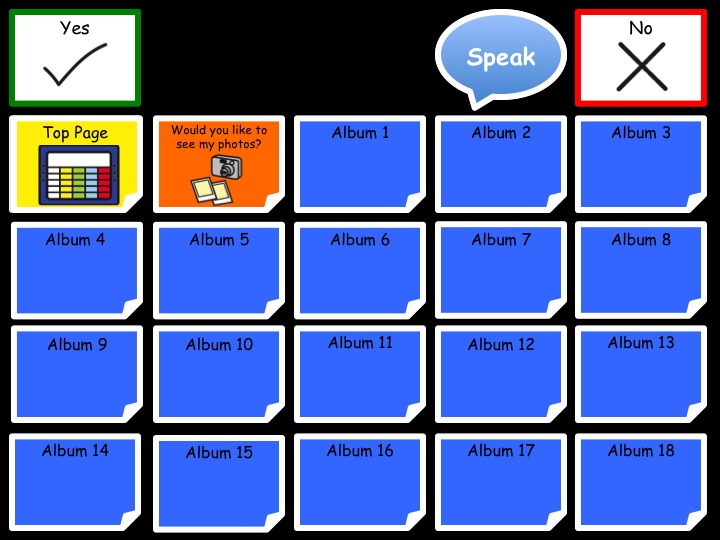 Yes
Speak
No
Top Page
Would you like to
see my photos?
Album 1
Album 2
Album 3
Album 4
Album 5
Album 6
Album 7
Album 8
Album 9
Album 10
Album 11
Album 12
Album 13
Album 14
Album 15
Album 16
Album 17
Album 18